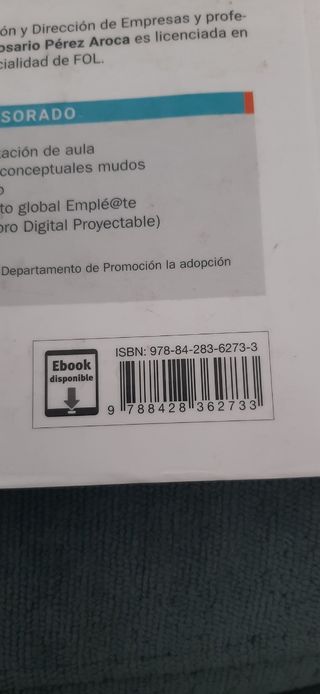 ón y Dirección de Empresas y profe-
osario Pérez Aroca es licenciada en
cialidad de FOL.
SORADO
tación de aula
conceptuales mudos
o
to global Emplé@te
bro Digital Proyectable)
Departamento de Promoción la adopción
Ebook
disponible
ISBN: 978-84-283-6273-3
9 788428 362733